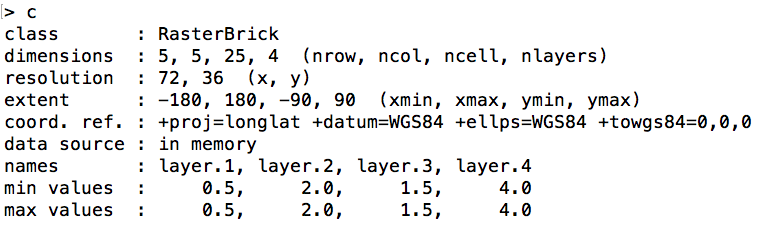 > c
class       : RasterBrick
dimensions  : 5, 5, 25, 4  (nrow, ncol, ncell, nlayers)
resolution  : 72, 36  (x, y)
extent      : -180, 180, -90, 90  (xmin, xmax, ymin, ymax)
coord. ref. : +proj=longlat +datum=WGS84 +ellps=WGS84 +towgs84=0,0,0
data source : in memory
names       : layer.1, layer.2, layer.3, layer.4
min values  :     0.5,     2.0,     1.5,     4.0
max values  :     0.5,     2.0,     1.5,     4.0